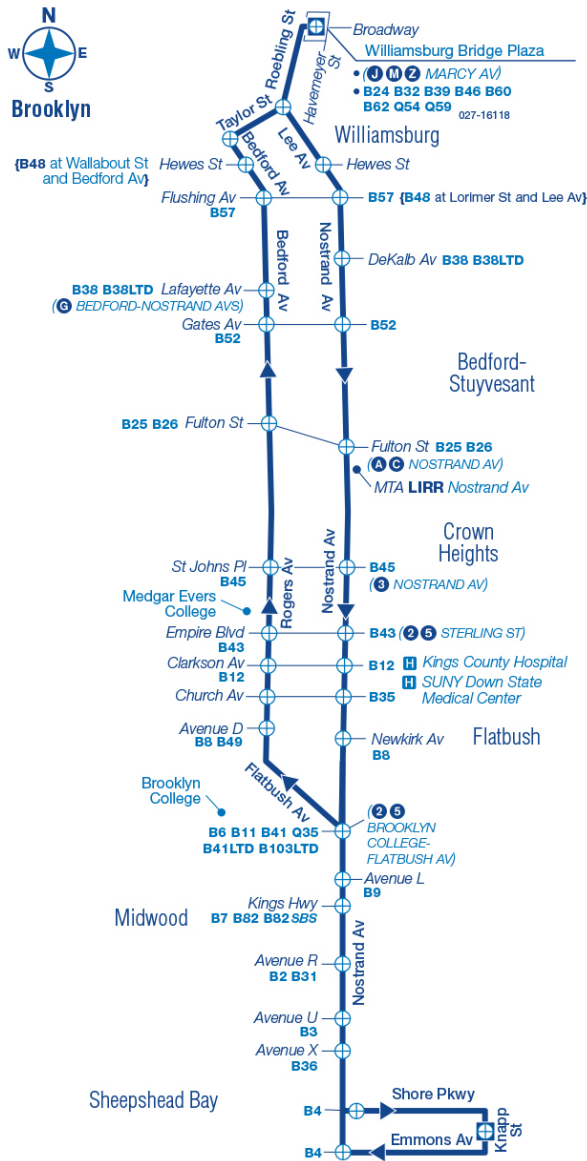 N
W E
S
Brooklyn
Roebling St
Havemeyer St
Broadway
Williamsburg Bridge Plaza
• (J M Z MARCY AV)
• B24 B32 B39 B46 B60
B62 Q54 Q59
027-16118
Taylor St
Williamsburg
Bedford Av
Lee Av
{B48 at Wallabout St
and Bedford Av}
Hewes St
Hewes St
Flushing Av
B57
B57 {B48 at Lorimer St and Lee Av}
Bedford Av
Nostrand Av
DeKalb Av B38 B38LTD
B38 B38LTD Lafayette Av
(G BEDFORD-NOSTRAND AVS)
Gates Av
B52
B52
Bedford-
Stuyvesant
B25 B26 Fulton St
Fulton St B25 B26
(A C NOSTRAND AV)
MTA LIRR Nostrand Av
Crown
Heights
Rogers Av
Nostrand Av
St Johns Pl
B45
B45
(3 NOSTRAND AV)
Medgar Evers
College
Empire Blvd
B43
B43 (2 5 STERLING ST)
Clarkson Av
B12
B12
H Kings County Hospital
H SUNY Down State
Medical Center
Church Av
B35
Avenue D
B8 B49
Newkirk Av
B8
Flatbush
Flatbush Av
Brooklyn
College
B6 B11 B41 Q35
B41LTD B103LTD
(2 5
BROOKLYN
COLLEGE-
FLATBUSH AV)
Avenue L
B9
Kings Hwy
B7 B82 B82SBS
Midwood
Nostrand Av
Avenue R
B2 B31
Avenue U
B3
Avenue X
B36
Sheepshead Bay
B4
Shore Pkwy
Knapp St
B4
Emmons Av